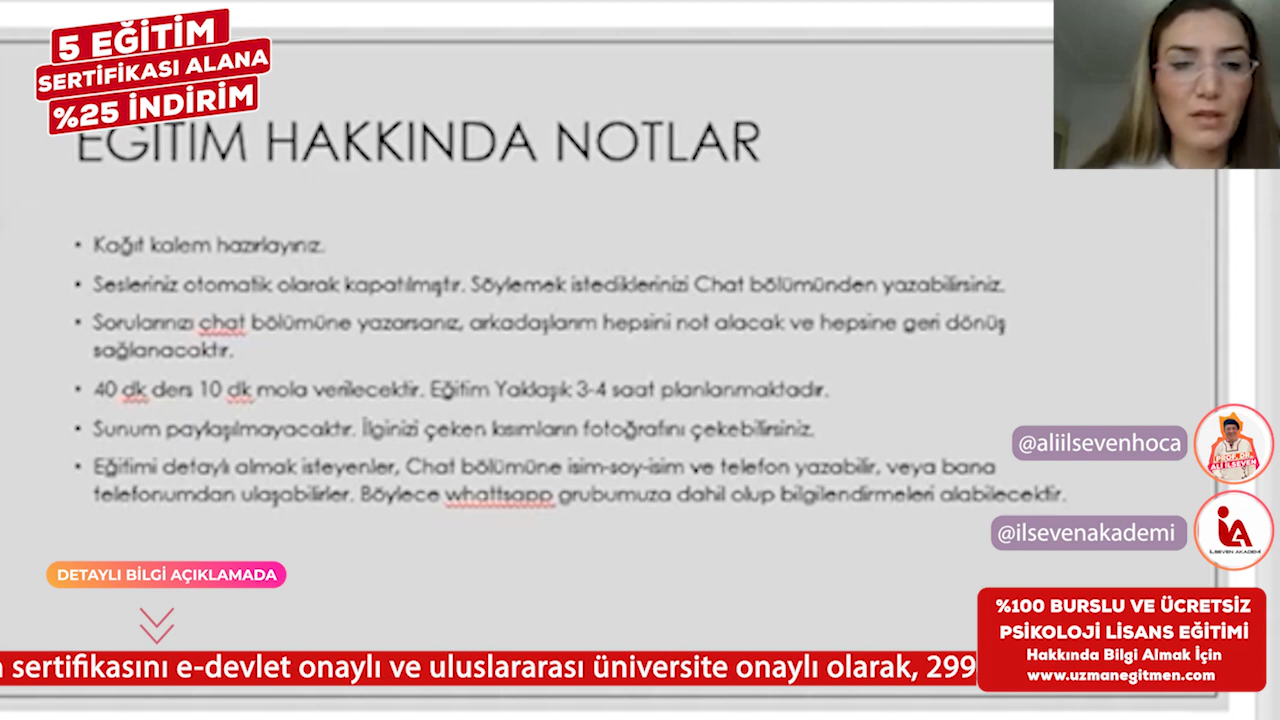 5 EĞİTİM
SERTİFİKASI ALANA
%25 İNDİRİM
EĞİTİM HAKKINDA NOTLAR
• Kağıt kalem hazırlayınız.
• Sesleriniz otomatik olarak kapatılmıştır. Söylemek istediklerinizi Chat bölümünden yazabilirsiniz.
• Sorularınızı chat bölümüne yazarsanız, arkadaşlarım hepsini not alacak ve hepsine geri dönüş
sağlanacaktır.
• 40 dk ders 10 dk mola verilecektir. Eğitim Yaklaşık 3-4 saat planlanmaktadır.
• Sunum paylaşılmayacaktır. İlginizi çeken kısımların fotoğrafını çekebilirsiniz.
• Eğitimi detaylı almak isteyenler, Chat bölümüne isim-soy-isim ve telefon yazabilir, veya bana
telefonumdan ulaşabilirler. Böylece whattsapp grubumuza dahil olup bilgilendirmeleri alabilecektir.
@aliilsevenhoca
PROF. DR.
ALİ İLSEVEN
@ilsevenakademi
İLSEVEN AKADEMİ
DETAYLI BİLGİ AÇIKLAMADA
%100 BURSLU VE ÜCRETSİZ
PSİKOLOJİ LİSANS EĞİTİMİ
Hakkında Bilgi Almak İçin
www.uzmanegitmen.com
sertifikasını e-devlet onaylı ve uluslararası üniversite onaylı olarak, 299